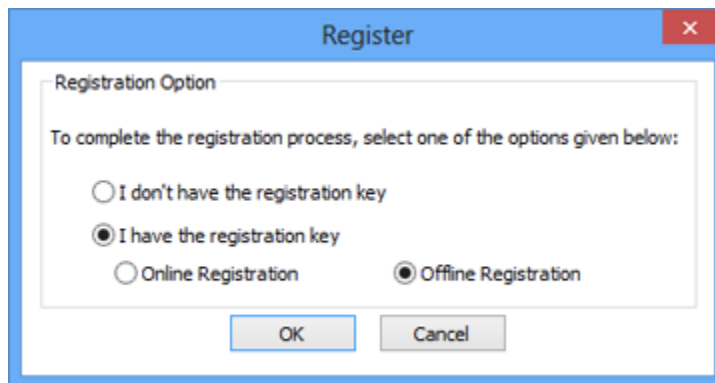 Register
Registration Option
To complete the registration process, select one of the options given below:
I don't have the registration key
I have the registration key
Online Registration Offline Registration
OK Cancel